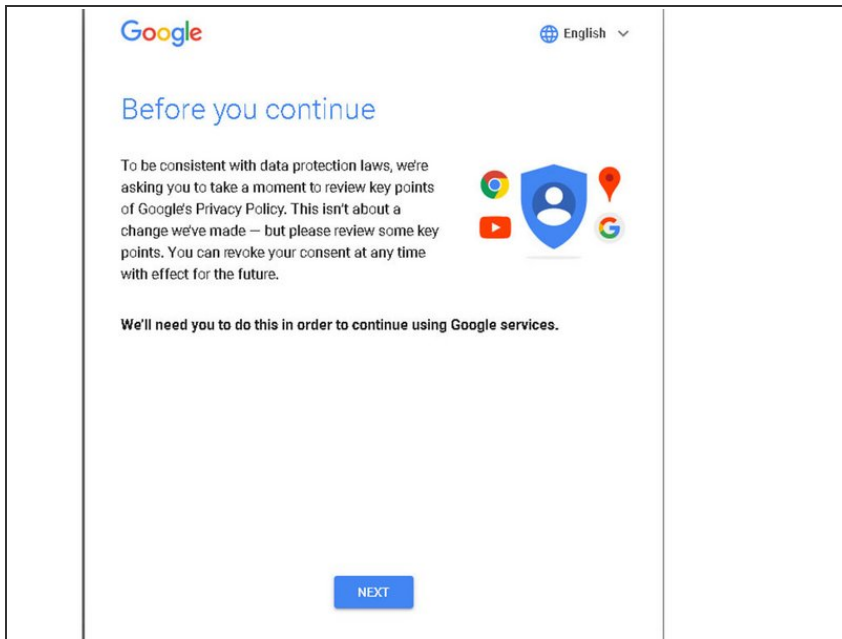 Google
English
Before you continue
To be consistent with data protection laws, we're
asking you to take a moment to review key points
of Google's Privacy Policy. This isn't about a
change we've made — but please review some key
points. You can revoke your consent at any time
with effect for the future.
We'll need you to do this in order to continue using Google services.
NEXT